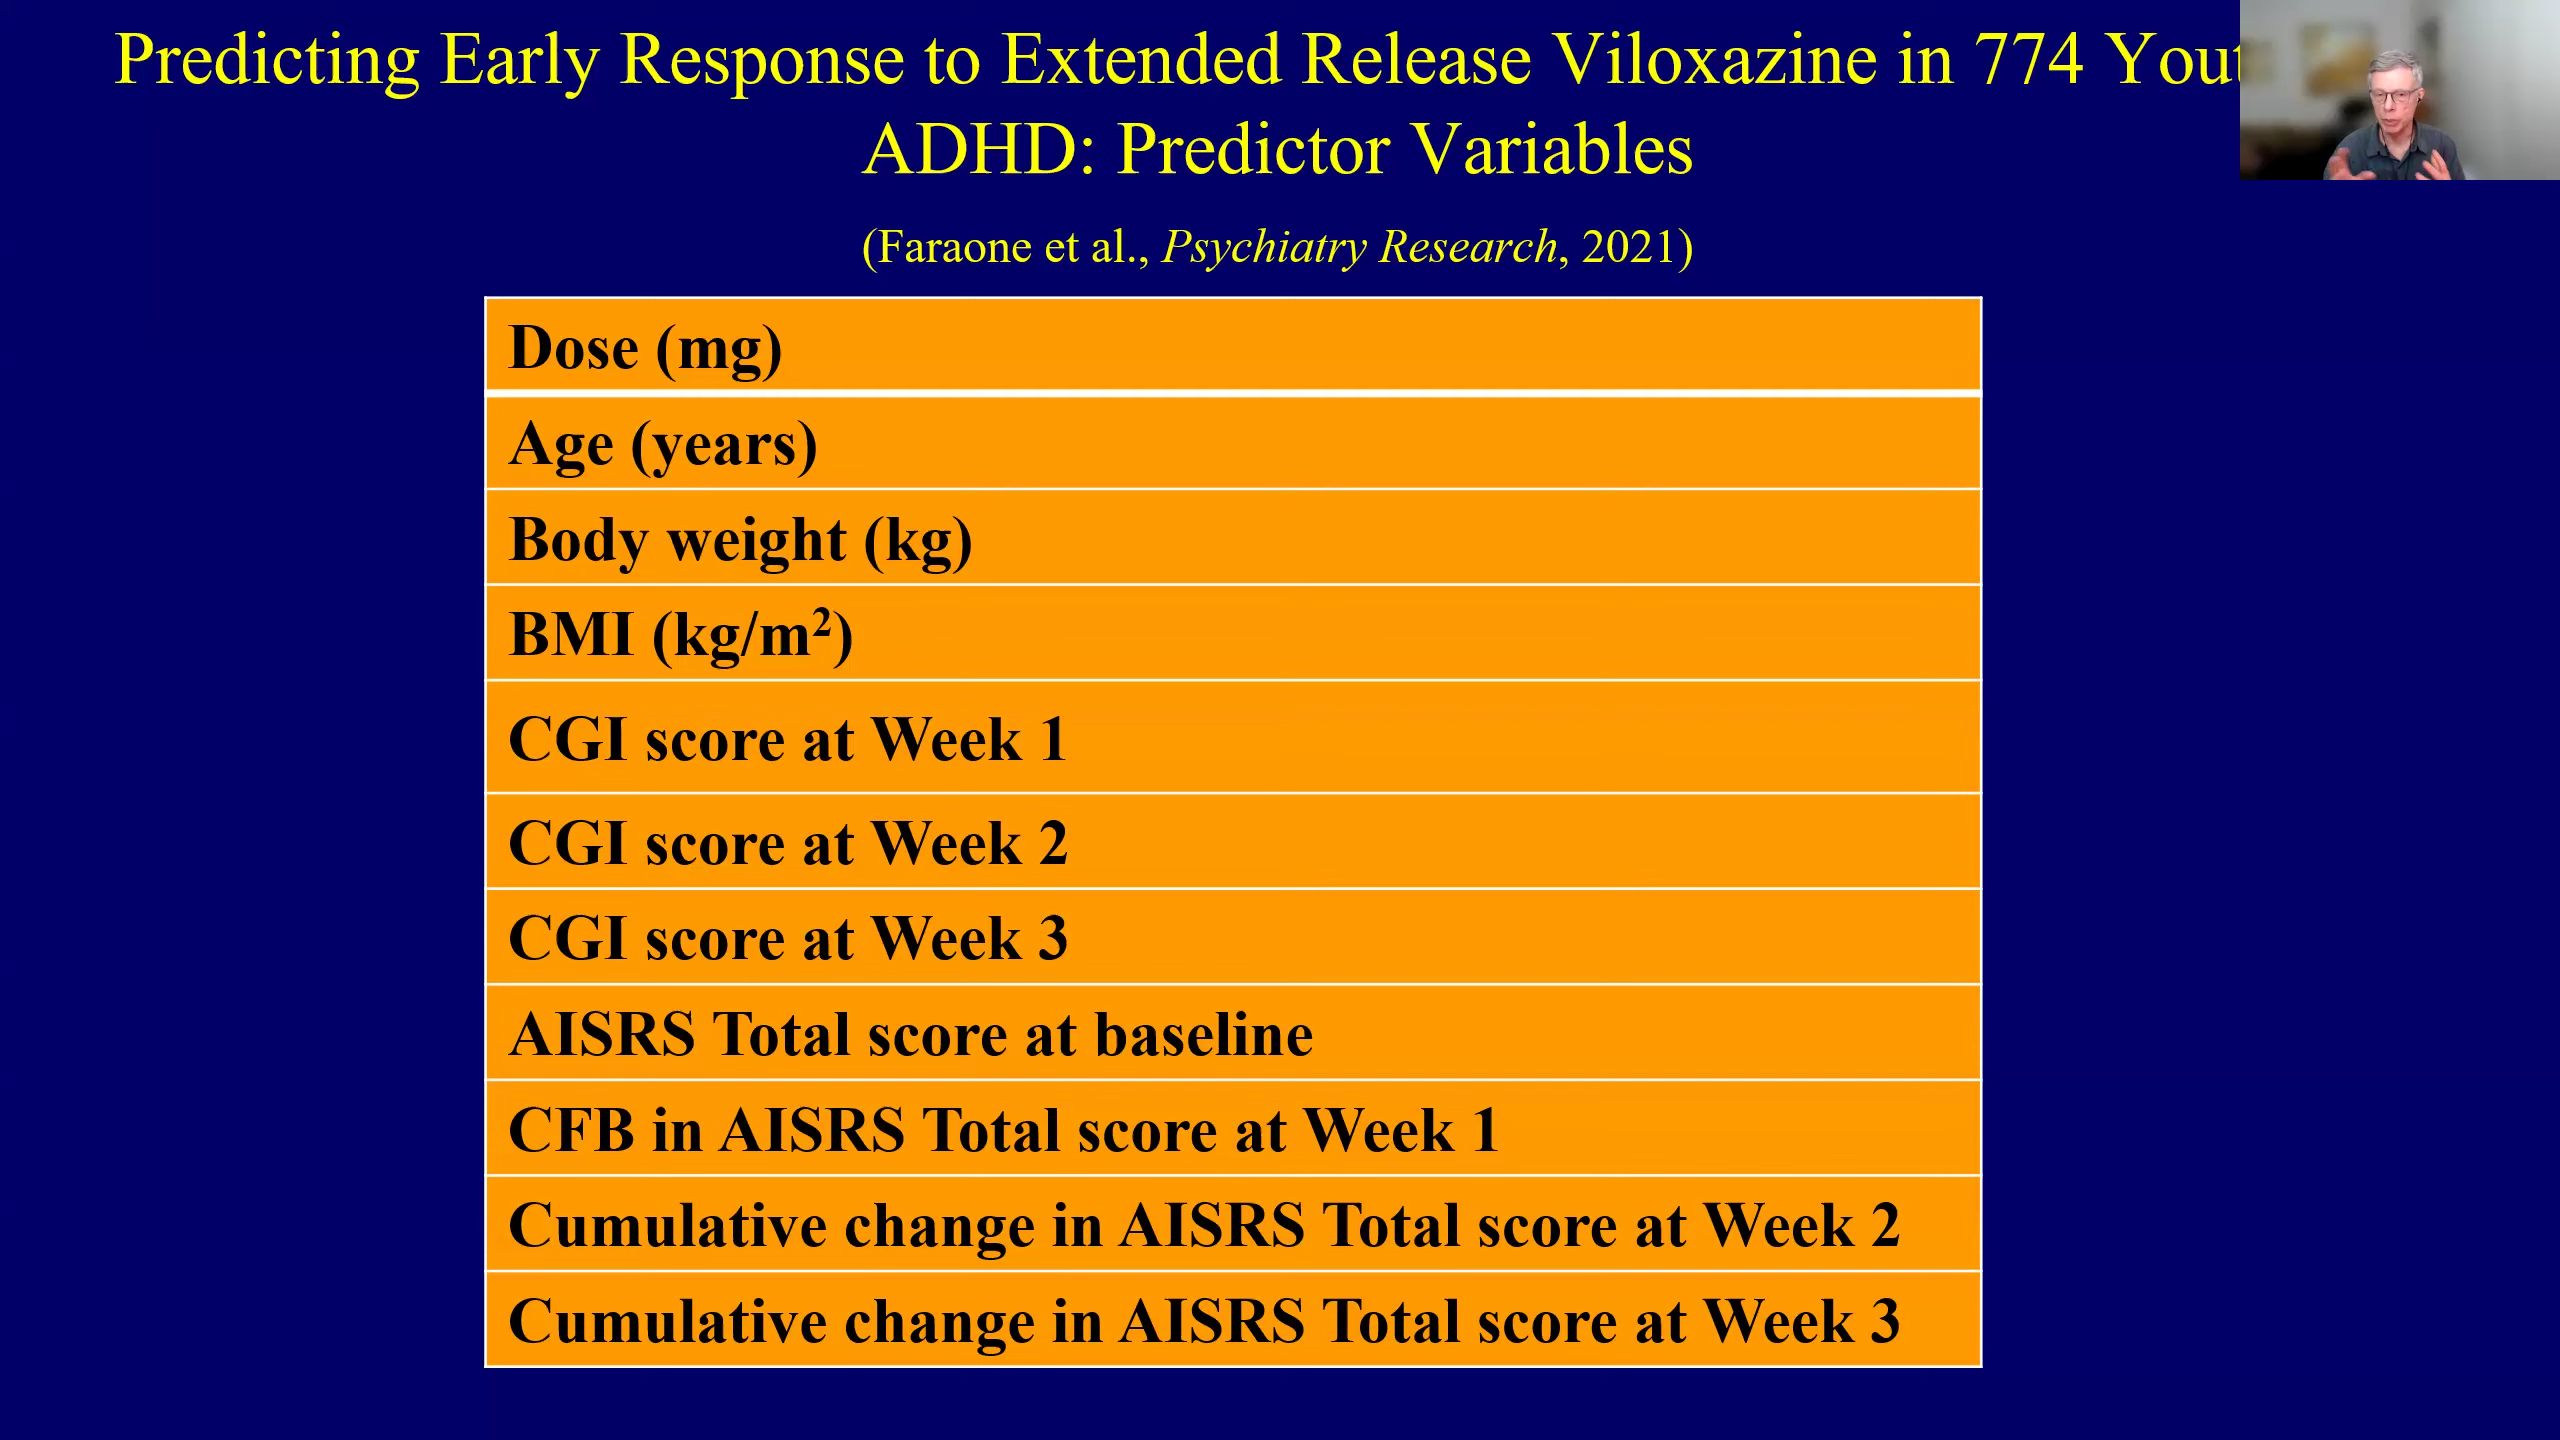 Predicting Early Response to Extended Release Viloxazine in 774
ADHD: Predictor Variables
(Faraone et al., Psychiatry Research, 2021)
Dose (mg)
Age (years)
Body weight (kg)
BMI (kg/m²)
CGI score at Week 1
CGI score at Week 2
CGI score at Week 3
AISRS Total score at baseline
CFB in AISRS Total score at Week 1
Cumulative change in AISRS Total score at Week 2
Cumulative change in AISRS Total score at Week 3